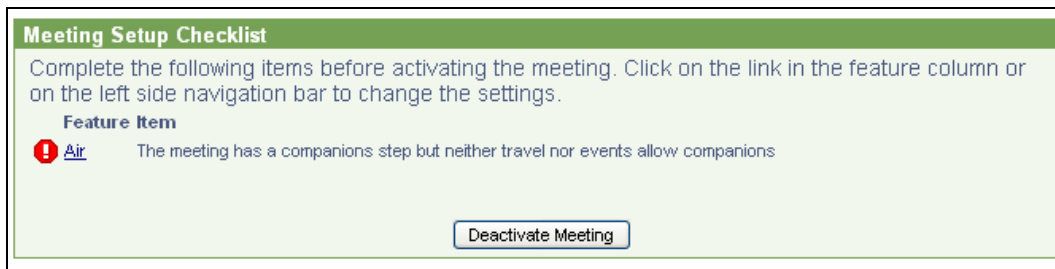 Meeting Setup Checklist
Complete the following items before activating the meeting. Click on the link in the feature column or
on the left side navigation bar to change the settings.
Feature Item
Air The meeting has a companions step but neither travel nor events allow companions
Deactivate Meeting